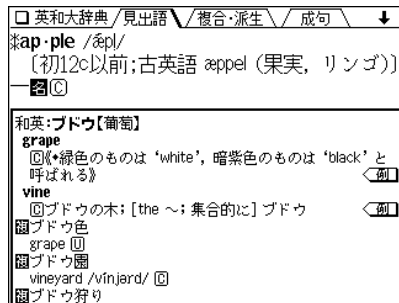 英和大辞典 見出語 複合·派生 成句 ↓
*ap·ple /ǽpl/
〔初12c以前;古英語 æppel (果実, リンゴ)〕
―名Ⓒ
和英:ブドウ【葡萄】
grape
Ⓒ《◆緑色のものは ‘white’, 暗紫色のものは ‘black’ と
呼ばれる》 例
vine
Ⓒブドウの木; [the ~; 集合的に] ブドウ 例
複ブドウ色
grape Ⓤ
複ブドウ園
vineyard /vínjərd/ Ⓒ
複ブドウ狩り